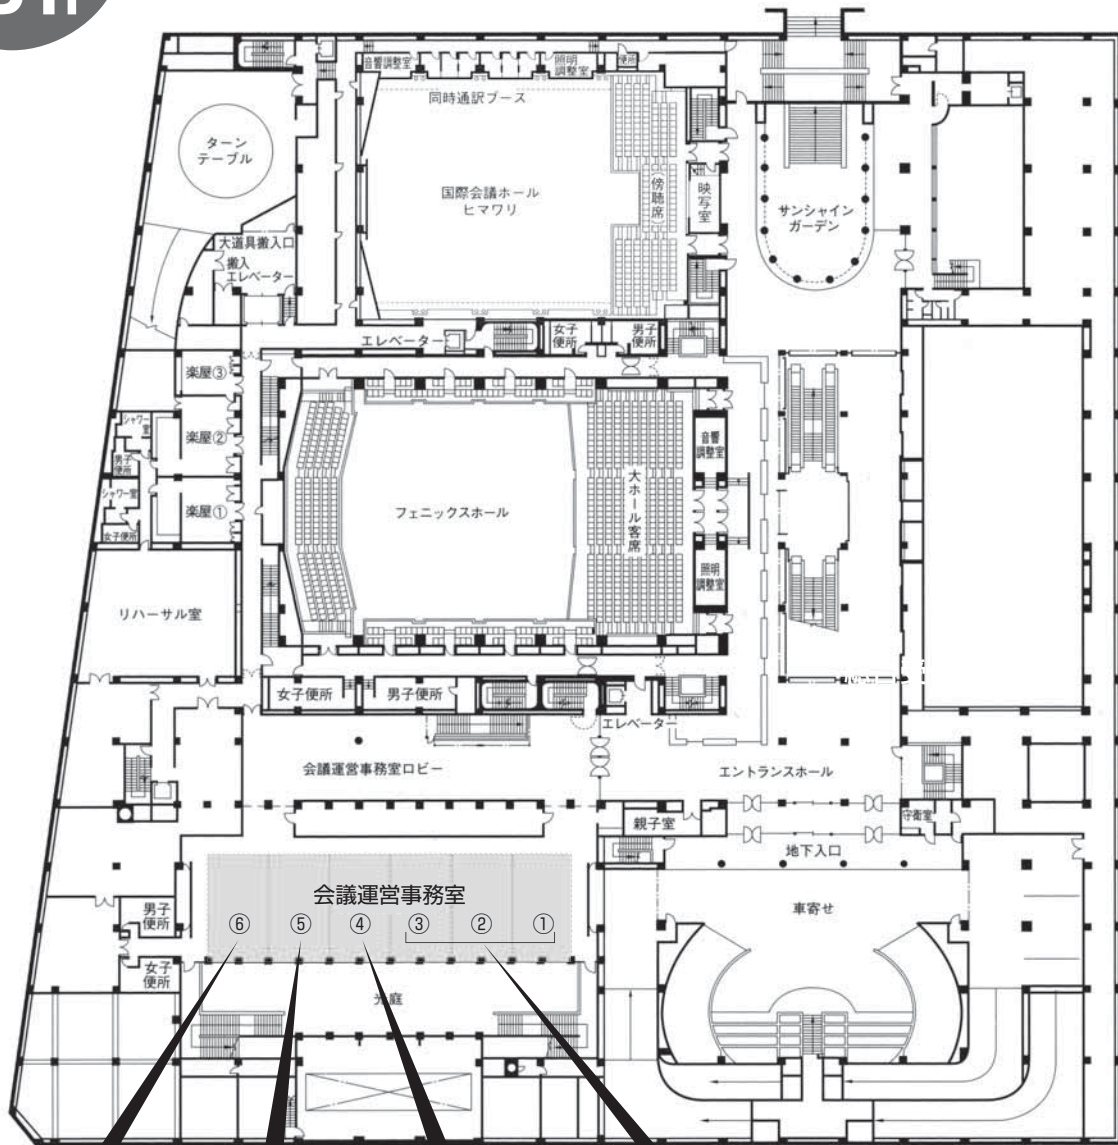 音響調整室
照明
調整室
便所
同時通訳ブース
ターン
テーブル
国際会議ホール
ヒマワリ
(傍聴席)
映写室
サンシャイン
ガーデン
大道具搬入口
搬入
エレベーター
エレベーター
女子
便所
男子
便所
楽屋③
シャワー
室
楽屋②
男子
便所
シャワー室
楽屋①
女子便所
音響
調整室
フェニックスホール
大ホール客席
照明
調整室
リハーサル室
女子便所
男子便所
エレベーター
会議運営事務室ロビー
エントランスホール
親子室
守衛室
地下入口
会議運営事務室
⑥
⑤
④
③
②
①
車寄せ
男子
便所
女子
便所
光庭